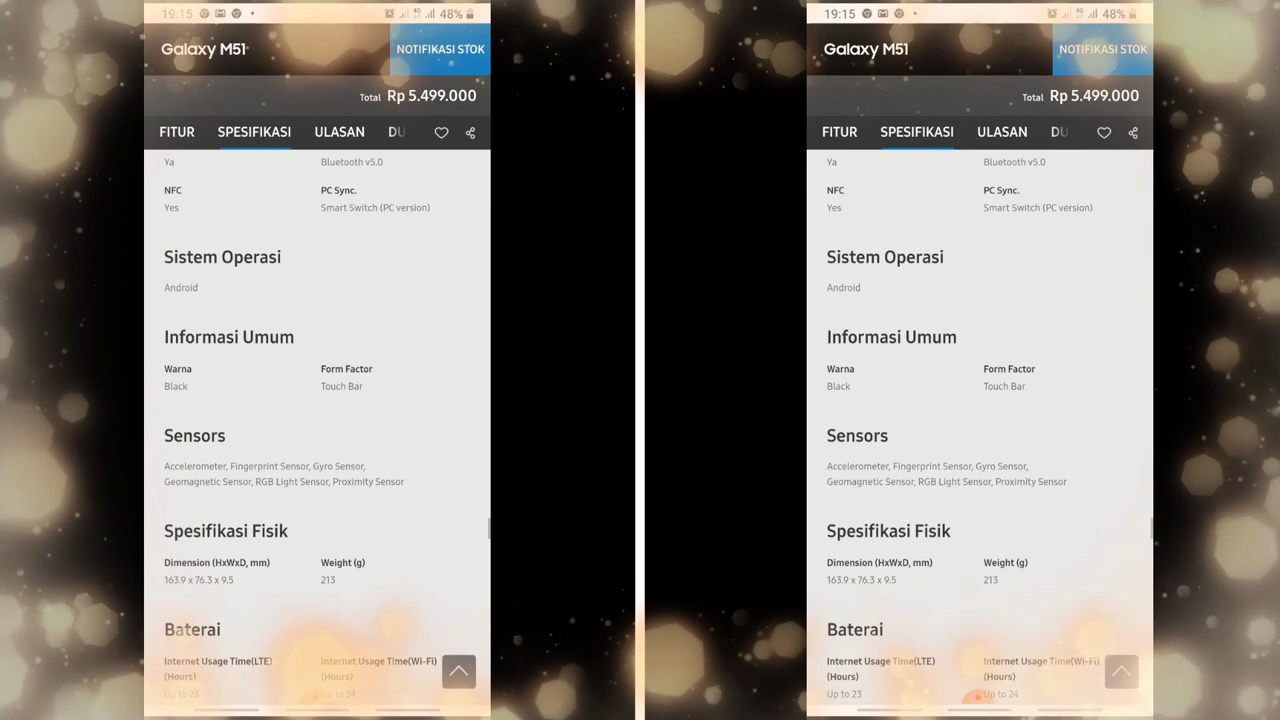 19:15 48%
Galaxy M51 NOTIFIKASI STOK
Total Rp 5.499.000
FITUR SPESIFIKASI ULASAN DU
Ya Bluetooth v5.0
NFC PC Sync.
Yes Smart Switch (PC version)
Sistem Operasi
Android
Informasi Umum
Warna Form Factor
Black Touch Bar
Sensors
Accelerometer, Fingerprint Sensor, Gyro Sensor,
Geomagnetic Sensor, RGB Light Sensor, Proximity Sensor
Spesifikasi Fisik
Dimension (HxWxD, mm) Weight (g)
163.9 x 76.3 x 9.5 213
Baterai
Internet Usage Time(LTE) Internet Usage Time(Wi-Fi)
(Hours) (Hours)
Up to 23 Up to 24
19:15 48%
Galaxy M51 NOTIFIKASI STOK
Total Rp 5.499.000
FITUR SPESIFIKASI ULASAN DU
Ya Bluetooth v5.0
NFC PC Sync.
Yes Smart Switch (PC version)
Sistem Operasi
Android
Informasi Umum
Warna Form Factor
Black Touch Bar
Sensors
Accelerometer, Fingerprint Sensor, Gyro Sensor,
Geomagnetic Sensor, RGB Light Sensor, Proximity Sensor
Spesifikasi Fisik
Dimension (HxWxD, mm) Weight (g)
163.9 x 76.3 x 9.5 213
Baterai
Internet Usage Time(LTE) Internet Usage Time(Wi-Fi)
(Hours) (Hours)
Up to 23 Up to 24